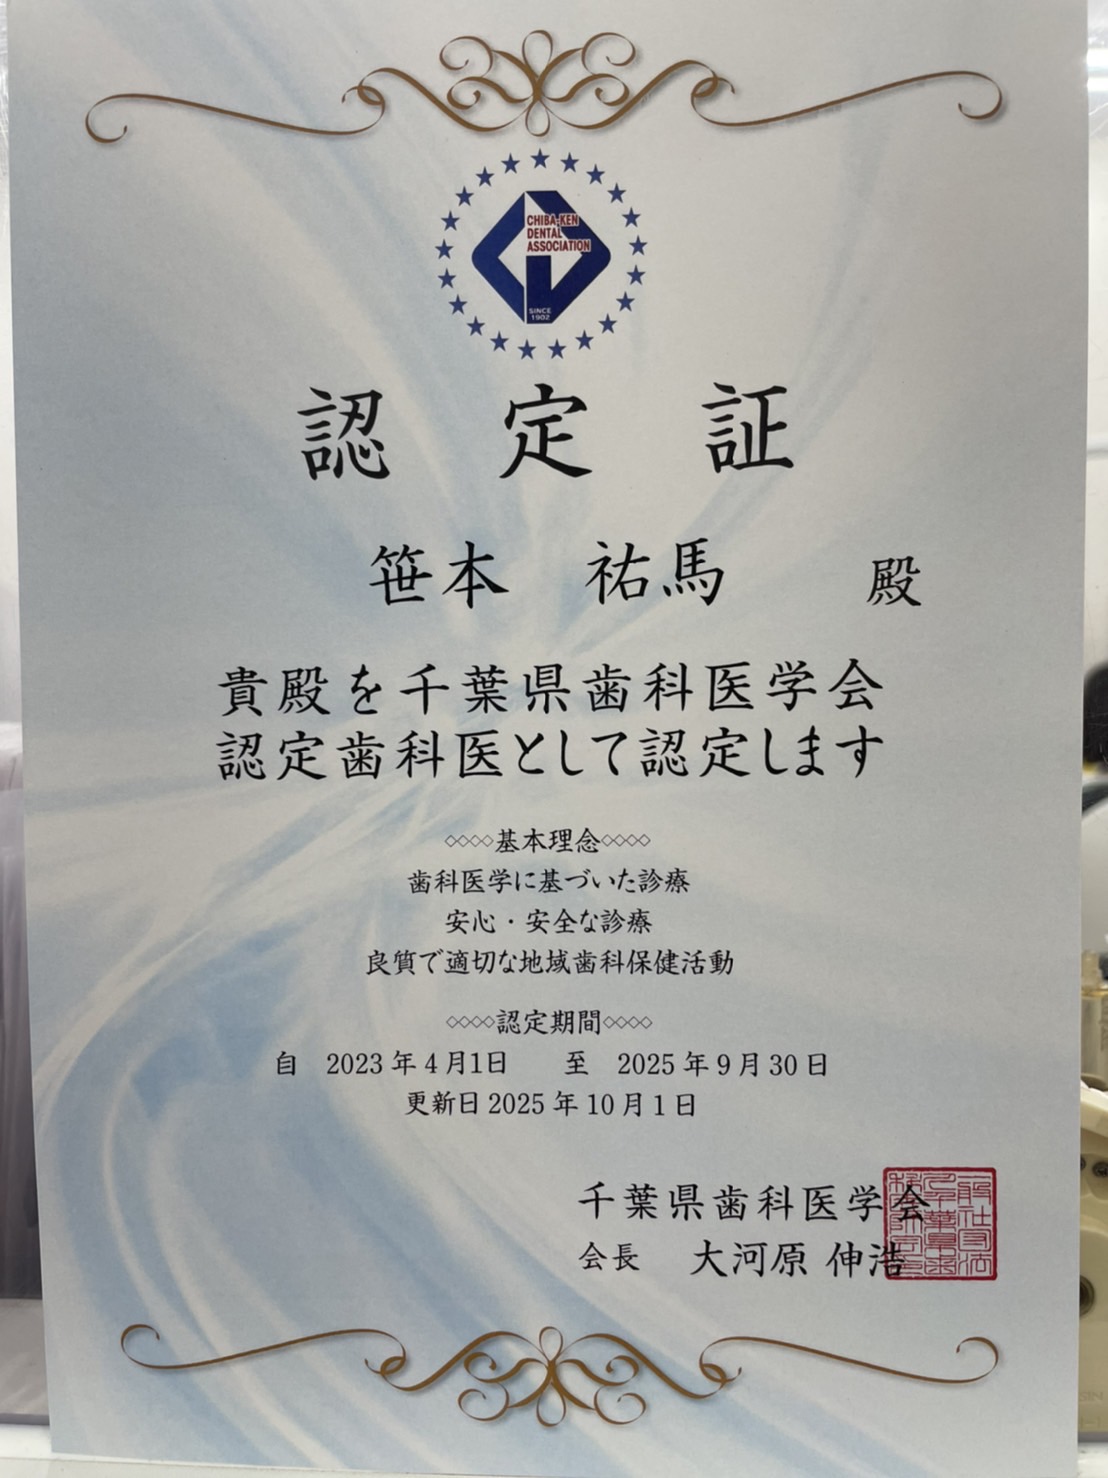 CHIBA-KEN
DENTAL
ASSOCIATION
SINCE
1902
認定証
笹本 祐馬 殿
貴殿を千葉県歯科医学会
認定歯科医として認定します
◇◇◇◇基本理念◇◇◇◇
歯科医学に基づいた診療
安心・安全な診療
良質で適切な地域歯科保健活動
◇◇◇◇認定期間◇◇◇◇
自 2023年4月1日 至 2025年9月30日
更新日2025年10月1日
千葉県歯科医学会
会長 大河原 伸浩